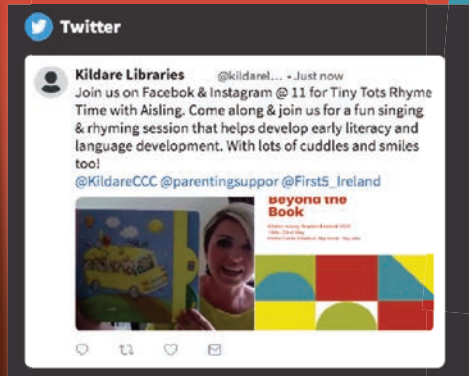 Twitter
Kildare Libraries @kildarel... • Just now
Join us on Facebok & Instagram @ 11 for Tiny Tots Rhyme
Time with Aisling. Come along & join us for a fun singing
& rhyming session that helps develop early literacy and
language development. With lots of cuddles and smiles
too!
@KildareCCC @parentingsuppor @First5_Ireland
Beyond the
Book